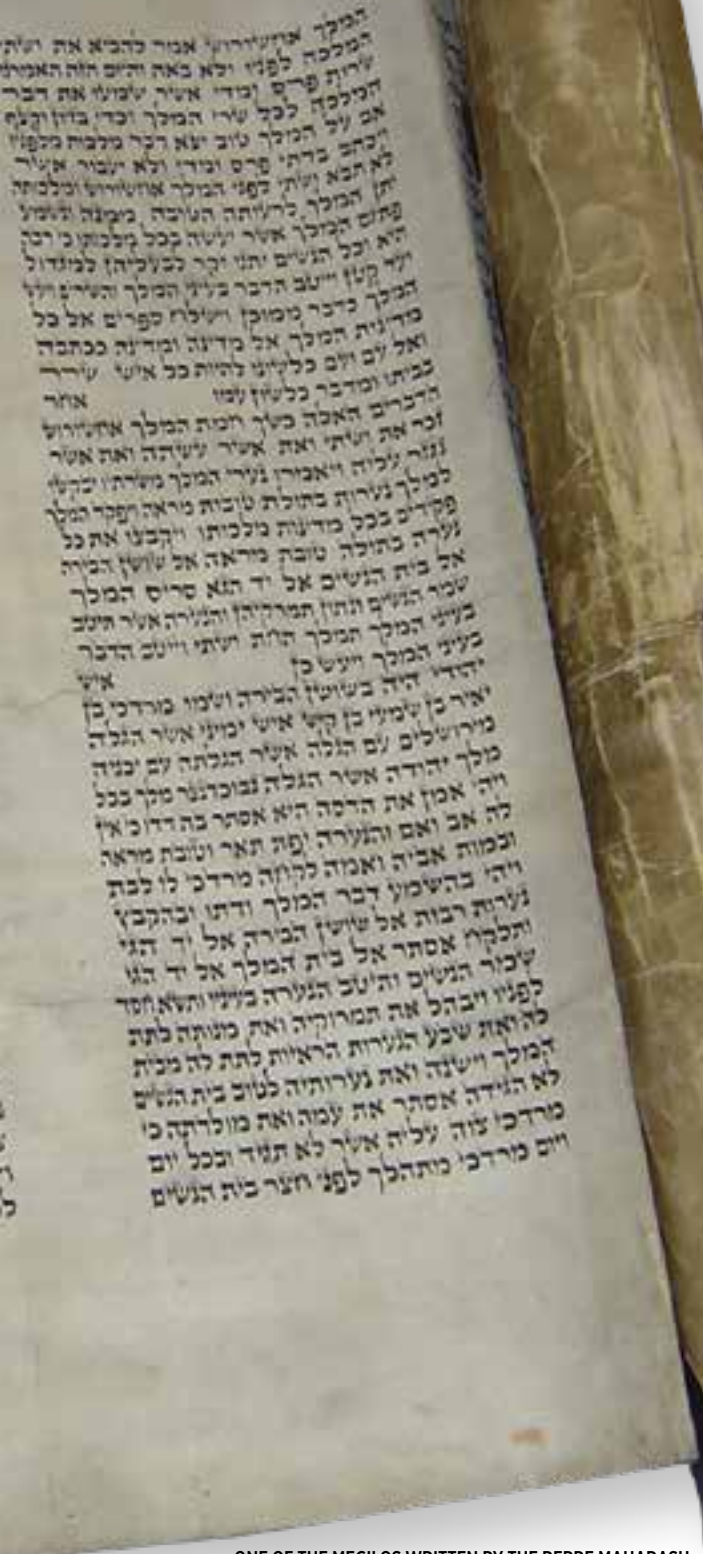 המלך אחשורוש אמר להביא את ושתי
המלכה לפניו ולא באה והיום הזה תאמרנה
שרות פרס ומדי אשר שמעו את דבר
המלכה לכל שרי המלך וכדי בזיון וקצף
אם על המלך טוב יצא דבר מלכות מלפניו
ויכתב בדתי פרס ומדי ולא יעבור אשר
לא תבא ושתי לפני המלך אחשורוש ומלכותה
יתן המלך לרעותה הטובה ממנה ונשמע
פתגם המלך אשר יעשה בכל מלכותו כי רבה
היא וכל הנשים יתנו יקר לבעליהן למגדול
ועד קטן וייטב הדבר בעיני המלך והשרים ויעש
המלך כדבר ממוכן וישלח ספרים אל כל
מדינות המלך אל מדינה ומדינה ככתבה
ואל עם ועם כלשונו להיות כל איש שרר
בביתו ומדבר כלשון עמו אחר
הדברים האלה כשך חמת המלך אחשורוש
זכר את ושתי ואת אשר עשתה ואת אשר
נגזר עליה ויאמרו נערי המלך משרתיו יבקשו
למלך נערות בתולות טובות מראה ויפקד המלך
פקידים בכל מדינות מלכותו ויקבצו את כל
נערה בתולה טובת מראה אל שושן הבירה
אל בית הנשים אל יד הגא סריס המלך
שמר הנשים ונתון תמרקיהן והנערה אשר תיטב
בעיני המלך תמלך תחת ושתי וייטב הדבר
בעיני המלך ויעש כן איש
יהודי היה בשושן הבירה ושמו מרדכי בן
יאיר בן שמעי בן קיש איש ימיני אשר הגלה
מירושלים עם הגלה אשר הגלתה עם יכניה
מלך יהודה אשר הגלה נבוכדנצר מלך בבל
ויהי אמן את הדסה היא אסתר בת דדו כי אין
לה אב ואם והנערה יפת תאר וטובת מראה
ובמות אביה ואמה לקחה מרדכי לו לבת
ויהי בהשמע דבר המלך ודתו ובהקבץ
נערות רבות אל שושן הבירה אל יד הגי
ותלקח אסתר אל בית המלך אל יד הגי
שמר הנשים ותיטב הנערה בעיניו ותשא חסד
לפניו ויבהל את תמרוקיה ואת מנותה לתת
לה ואת שבע הנערות הראיות לתת לה מבית
המלך וישנה ואת נערותיה לטוב בית הנשים
לא הגידה אסתר את עמה ואת מולדתה כי
מרדכי צוה עליה אשר לא תגיד ובכל יום
ויום מרדכי מתהלך לפני חצר בית הנשים
ONE OF THE MEGILOS WRITTEN BY THE REBBE MAHARASH